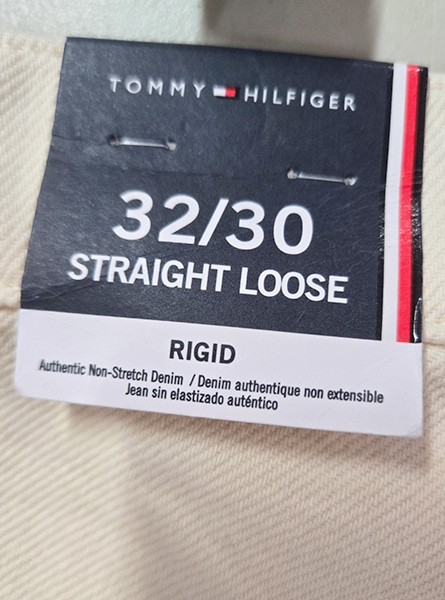 TOMMY HILFIGER
32/30
STRAIGHT LOOSE
RIGID
Authentic Non-Stretch Denim / Denim authentique non extensible
Jean sin elastizado auténtico